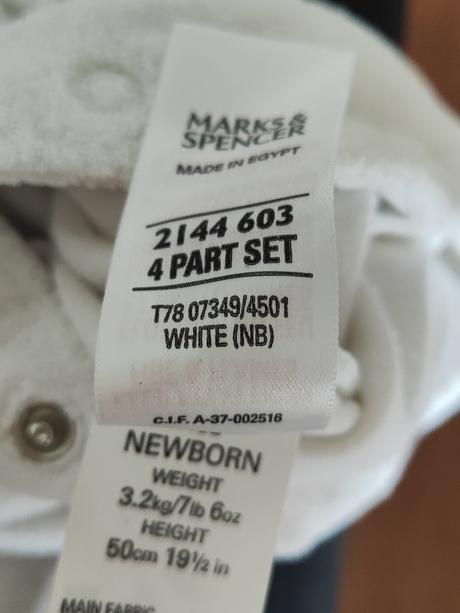 MARKS &
SPENCER
MADE IN EGYPT
2144 603
4 PART SET
T78 07349/4501
WHITE (NB)
C.I.F. A-37-002516
NEWBORN
WEIGHT
3.2kg/7lb 6oz
HEIGHT
50cm 19½ in
MAIN FABRIC